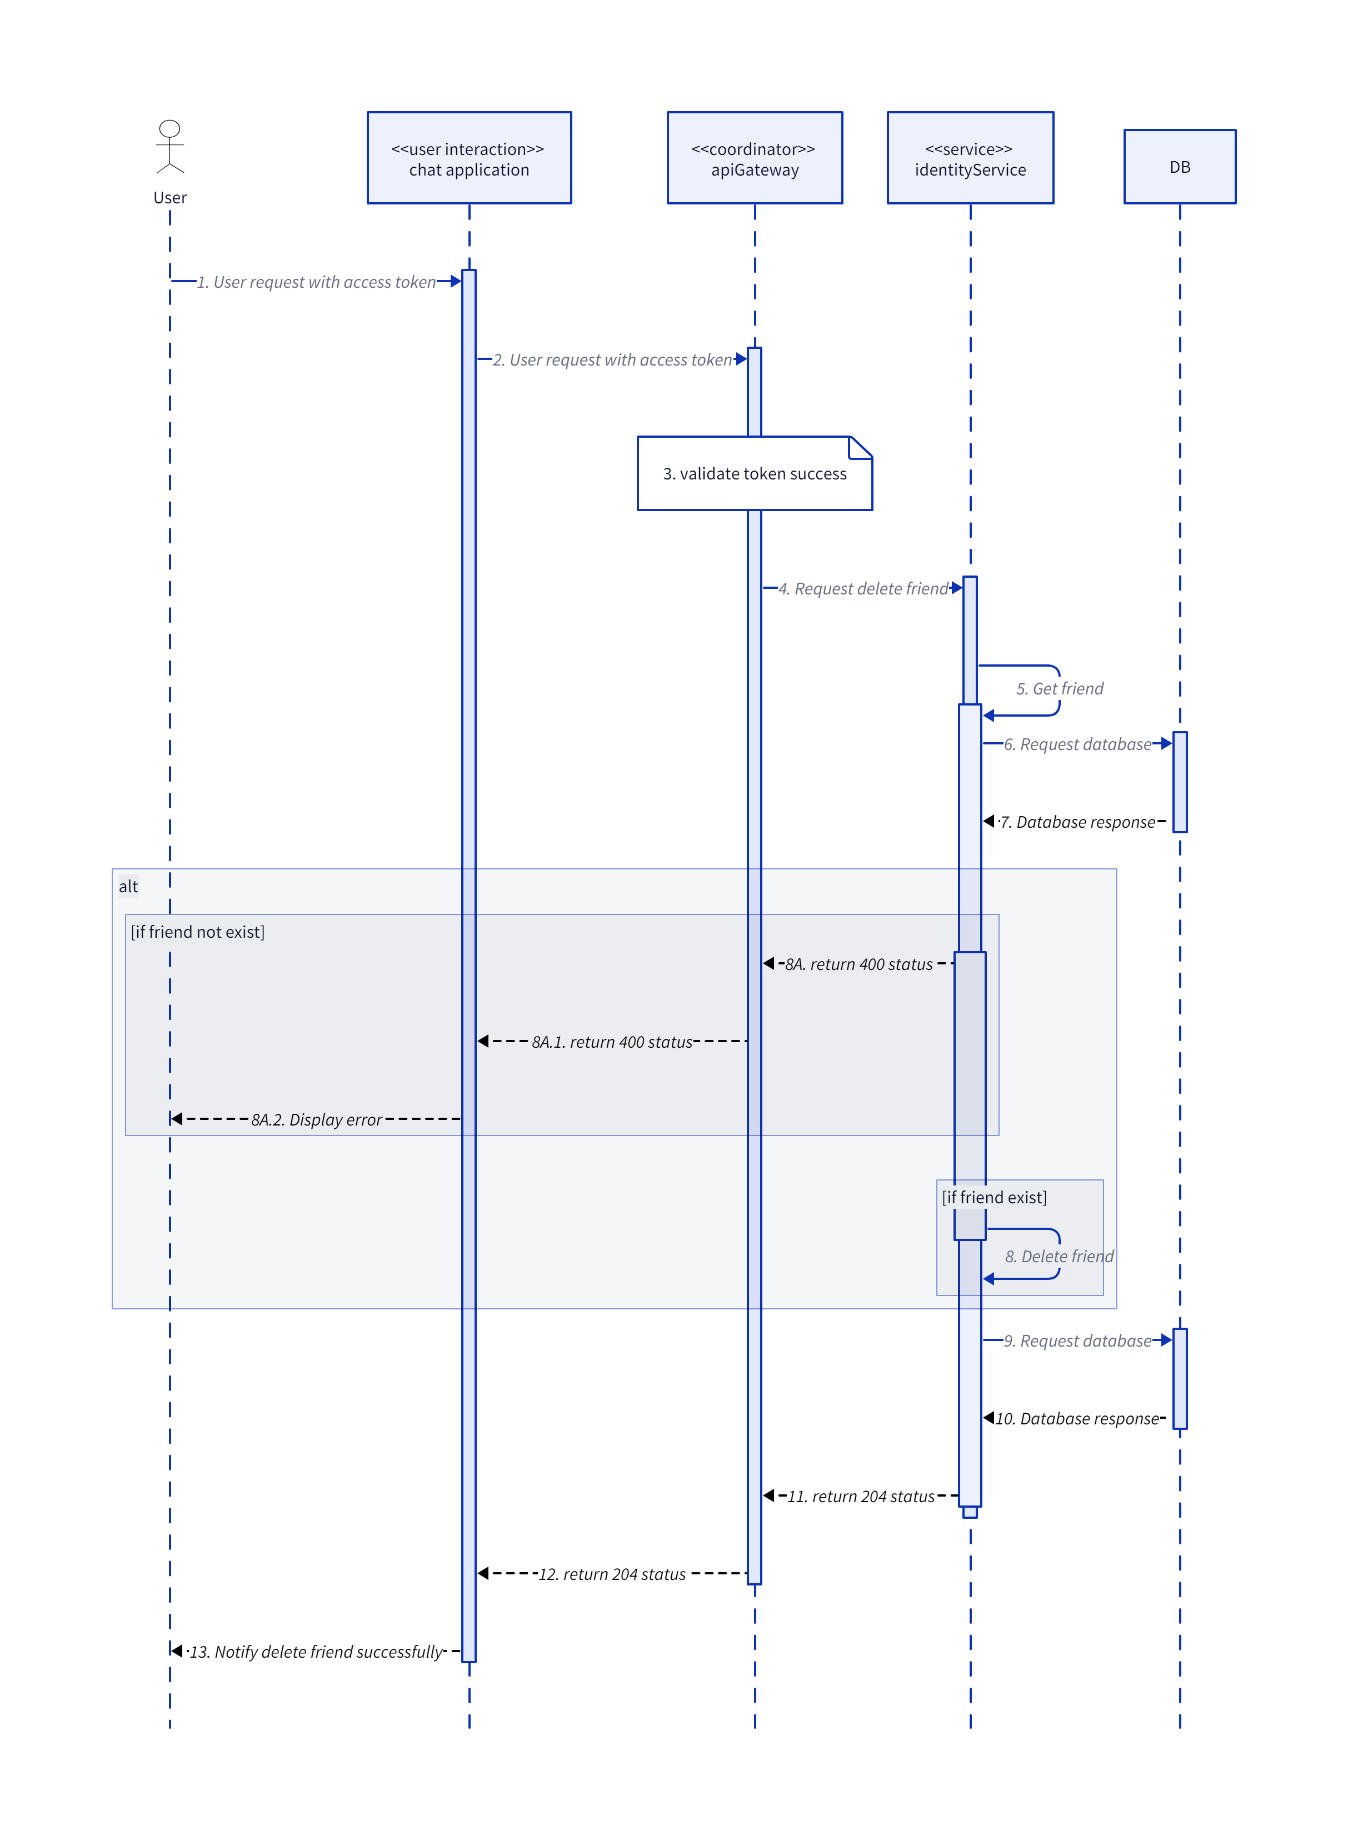 User
<<user interaction>>
chat application
<<coordinator>>
apiGateway
<<service>>
identityService
DB
1. User request with access token
2. User request with access token
3. validate token success
4. Request delete friend
5. Get friend
6. Request database
7. Database response
alt
[if friend not exist]
8A. return 400 status
8A.1. return 400 status
8A.2. Display error
[if friend exist]
8. Delete friend
9. Request database
10. Database response
11. return 204 status
12. return 204 status
13. Notify delete friend successfully